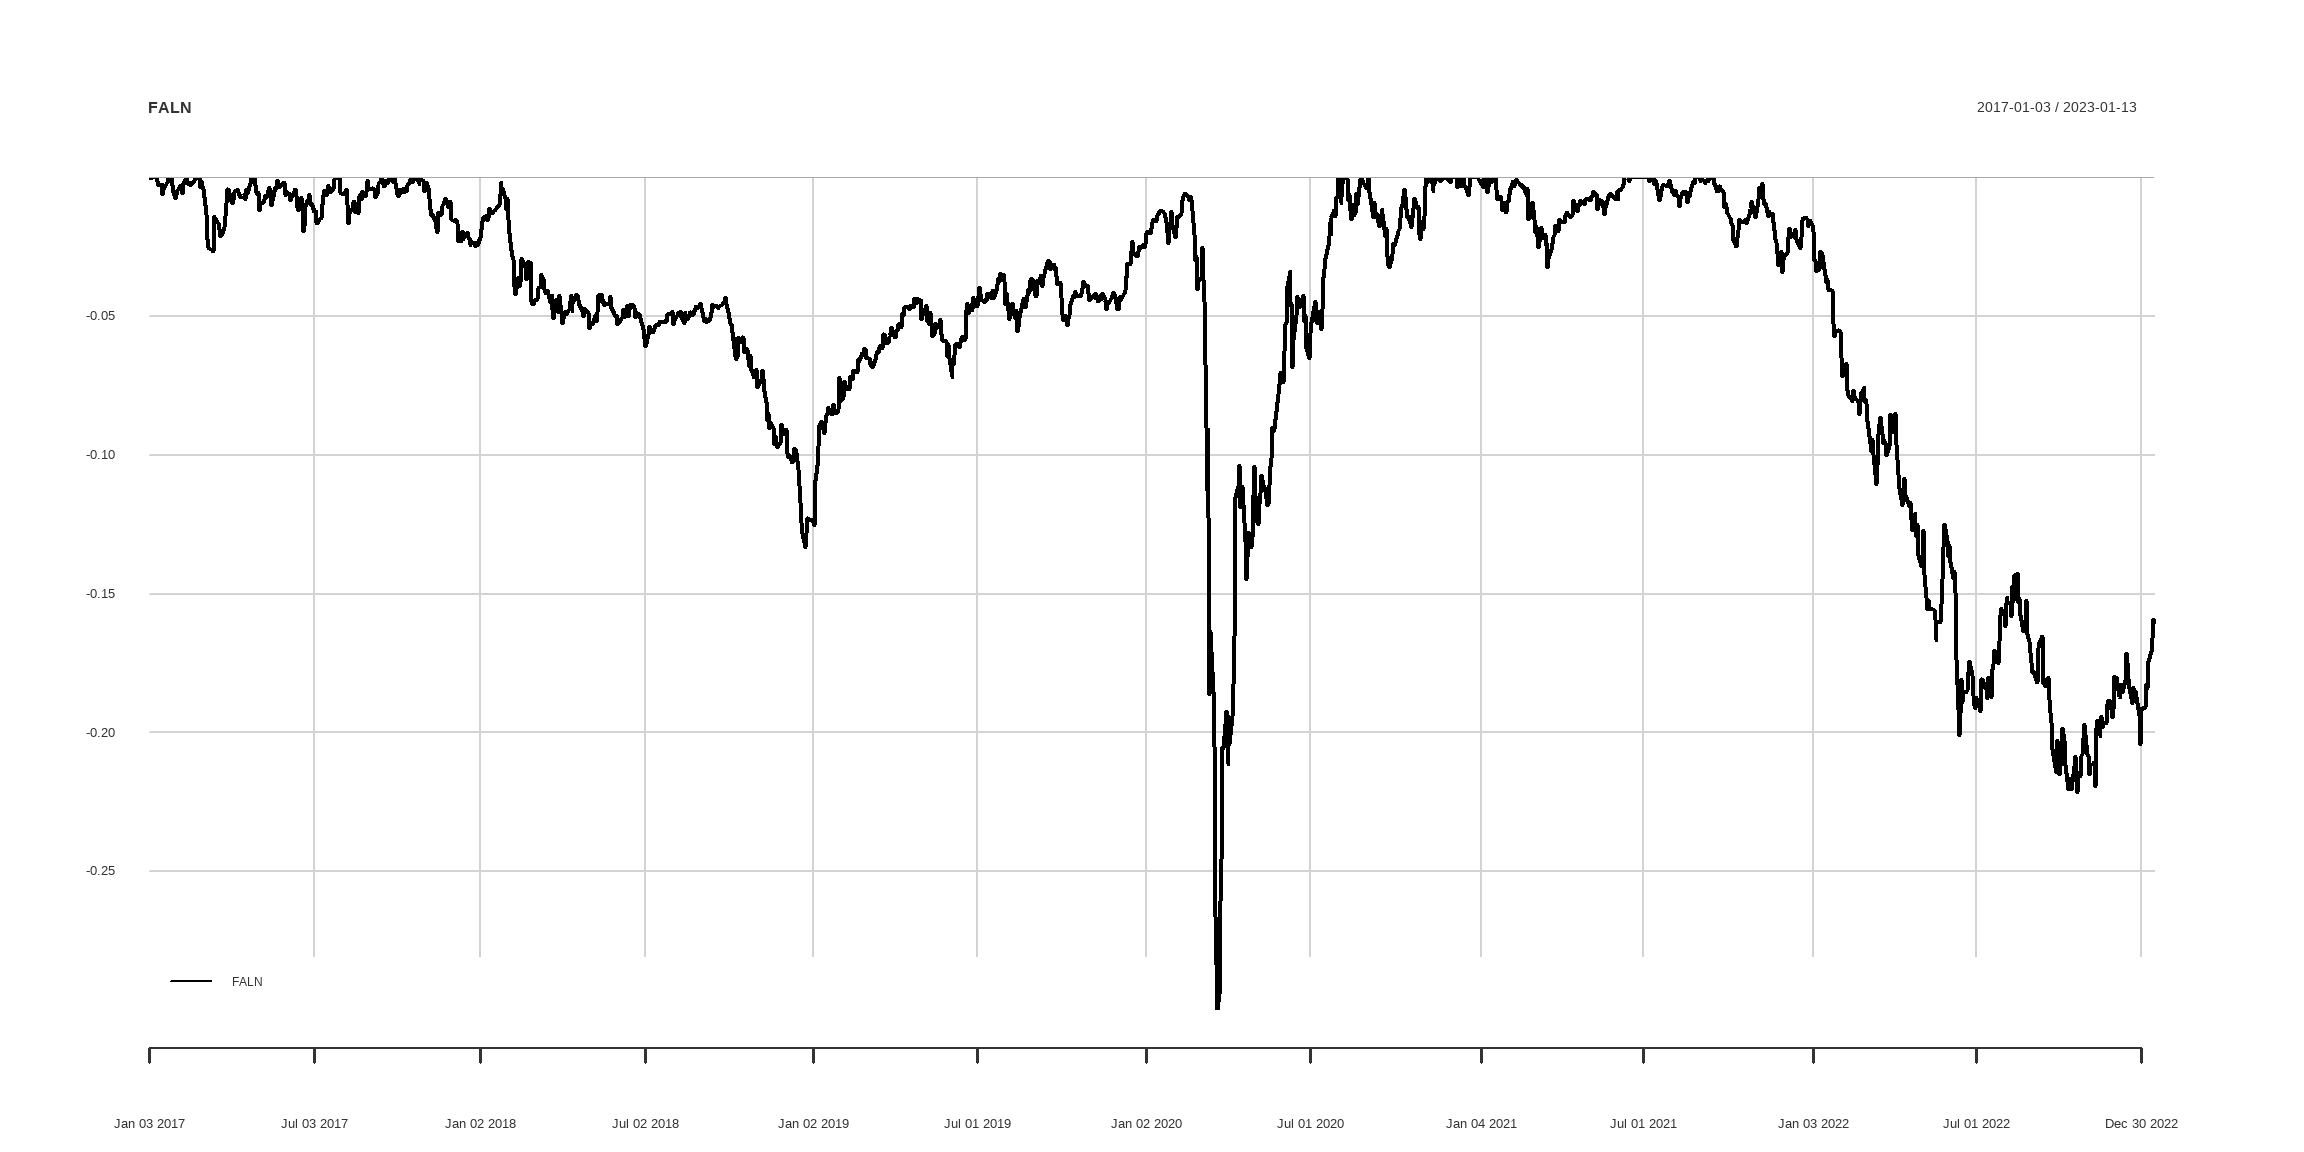 FALN
2017-01-03 / 2023-01-13
-0.05
-0.10
-0.15
-0.20
-0.25
FALN
Jan 03 2017
Jul 03 2017
Jan 02 2018
Jul 02 2018
Jan 02 2019
Jul 01 2019
Jan 02 2020
Jul 01 2020
Jan 04 2021
Jul 01 2021
Jan 03 2022
Jul 01 2022
Dec 30 2022